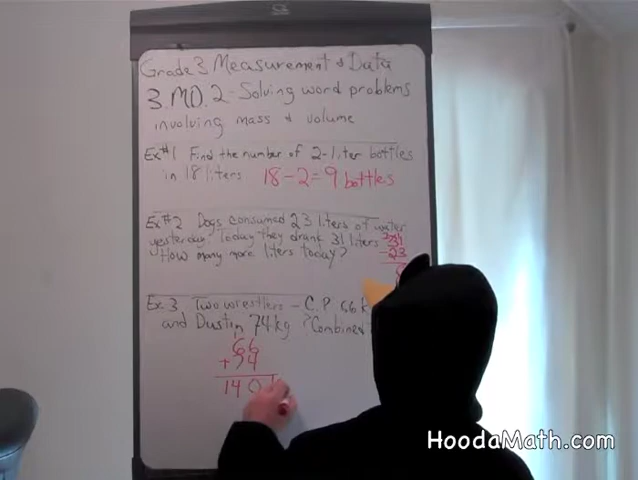 Grade 3 Measurement & Data
3.MD.2 - Solving word problems
involving mass & volume
Ex#1 Find the number of 2-liter bottles
in 18 liters 18 - 2 = 9 bottles
Ex#2 Dogs consumed 23 liters of water
yesterday. Today they drank 31 liters
How many more liters today?
31
- 23
Ex 3. Two wrestlers - C.P. 66 k
and Dustin 74 kg ? Combined
1
66
+ 74
140
HoodaMath.com